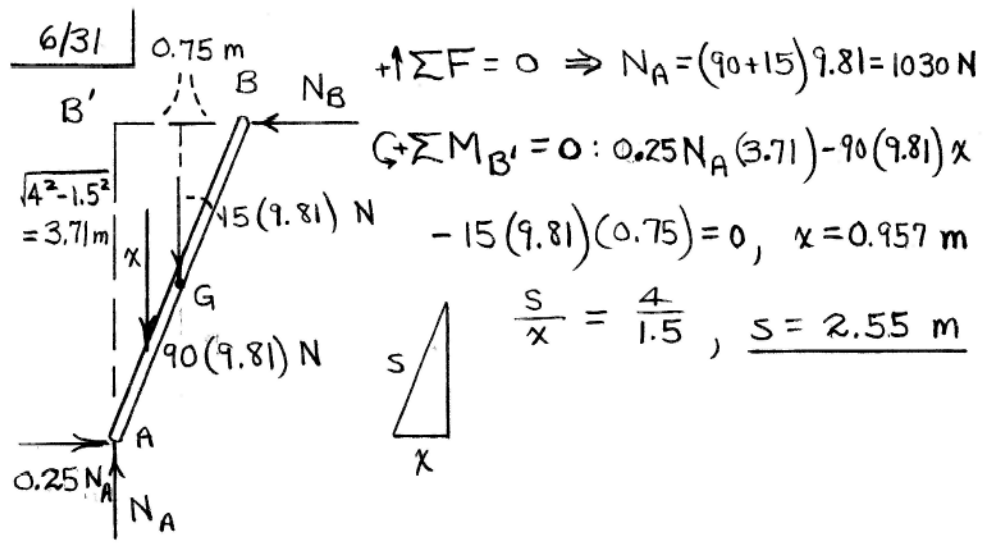 6/31
0.75 m
B'
B
N_B
√(4²-1.5²)
= 3.71 m
15(9.81) N
x
G
90(9.81) N
A
0.25 N_A
N_A
+↑ΣF = 0 ⇒ N_A = (90+15) 9.81 = 1030 N
↺+ΣM_B' = 0 : 0.25 N_A (3.71) - 90(9.81) x
- 15(9.81)(0.75) = 0, x = 0.957 m
s/x = 4/1.5 , s = 2.55 m
s
x